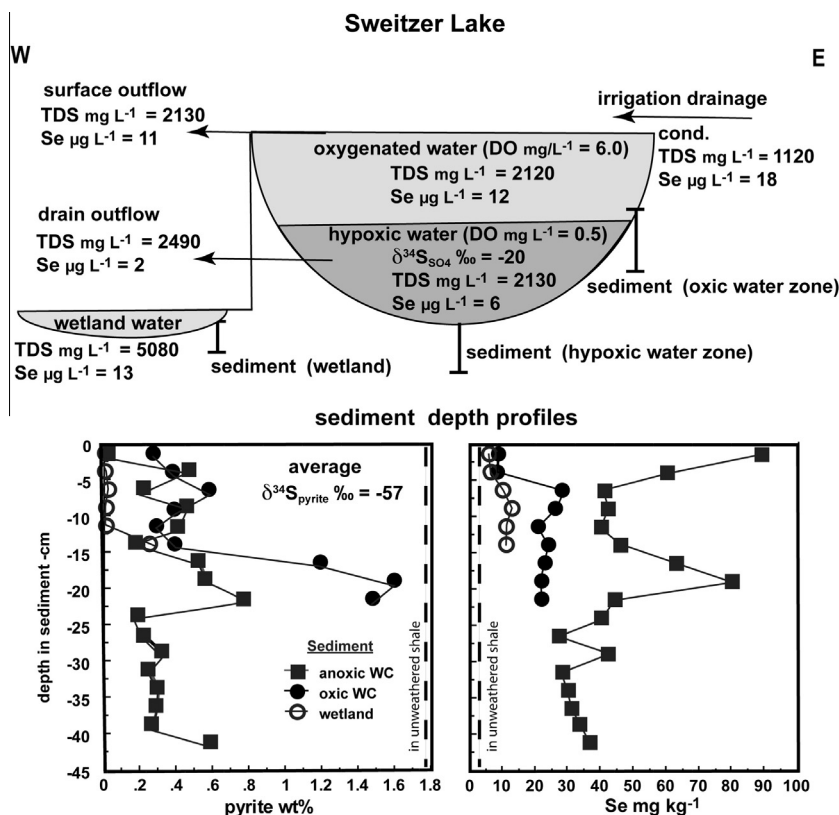 Sweitzer Lake
W
E
surface outflow
TDS mg L-1 = 2130
Se µg L-1 = 11
irrigation drainage
cond.
TDS mg L-1 = 1120
Se µg L-1 = 18
oxygenated water (DO mg/L-1 = 6.0)
TDS mg L-1 = 2120
Se µg L-1 = 12
drain outflow
TDS mg L-1 = 2490
Se µg L-1 = 2
hypoxic water (DO mg L-1 = 0.5)
δ34SSO4 ‰ = -20
TDS mg L-1 = 2130
Se µg L-1 = 6
sediment (oxic water zone)
wetland water
TDS mg L-1 = 5080
Se µg L-1 = 13
sediment (wetland)
sediment (hypoxic water zone)
sediment depth profiles
depth in sediment -cm
0
-5
-10
-15
-20
-25
-30
-35
-40
-45
average
δ34Spyrite ‰ = -57
Sediment
anoxic WC
oxic WC
wetland
in unweathered shale
0 .2 .4 .6 .8 1 1.2 1.4 1.6 1.8
pyrite wt%
in unweathered shale
0 10 20 30 40 50 60 70 80 90 100
Se mg kg-1